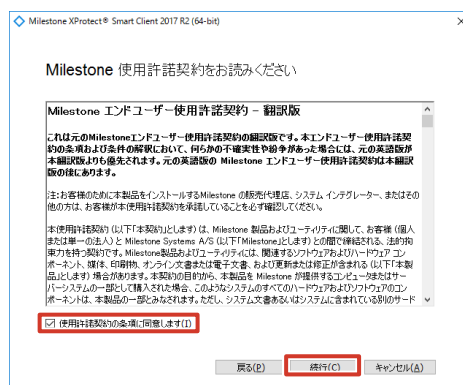 Milestone XProtect® Smart Client 2017 R2 (64-bit)
Milestone 使用許諾契約をお読みください
Milestone エンドユーザー使用許諾契約 - 翻訳版
これは元のMilestoneエンドユーザー使用許諾契約の翻訳版です。本エンドユーザー使用許諾契
約の条項および条件の解釈において、何らかの不確実性や紛争があった場合には、元の英語版が
本翻訳版よりも優先されます。元の英語版の Milestone エンドユーザー使用許諾契約は本翻訳
版の後にあります。
注:お客様のために本製品をインストールするMilestone の販売代理店、システム インテグレーター、またはその
他の方は、お客様が本使用許諾契約を承諾していることを必ず確認してください。
本使用許諾契約(以下「本契約」とします)は、Milestone 製品およびユーティリティに関して、お客様(個人
または単一の法人)と Milestone Systems A/S(以下「Milestone」とします)との間で締結される、法的拘
束力を持つ契約です。Milestone製品およびユーティリティには、関連するソフトウェアおよびハードウェア コン
ポーネント、媒体、印刷物、オンライン文書または電子文書、および更新または修正が含まれる(以下「本製
品」とします)場合があります。本契約の目的から、本製品を Milestone が提供するコンピュータまたはサー
バーシステムの一部として購入された場合、このようなシステムのすべてのハードウェアおよびソフトウェアのコン
ポーネントは、本製品の一部とみなされます。ただし、システム文書あるいはシステムに含まれている別のサード
使用許諾契約の条項に同意します(I)
戻る(P) 続行(C) キャンセル(A)